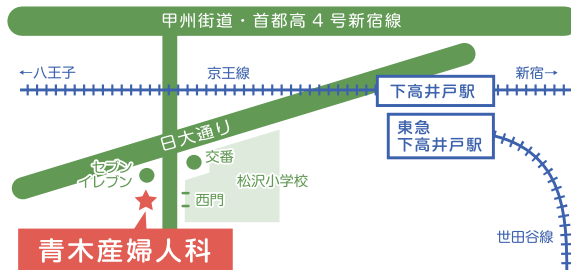 甲州街道・首都高4号新宿線
←八王子
京王線
新宿→
下高井戸駅
東急
下高井戸駅
日大通り
交番
セブン
イレブン
松沢小学校
西門
世田谷線
青木産婦人科